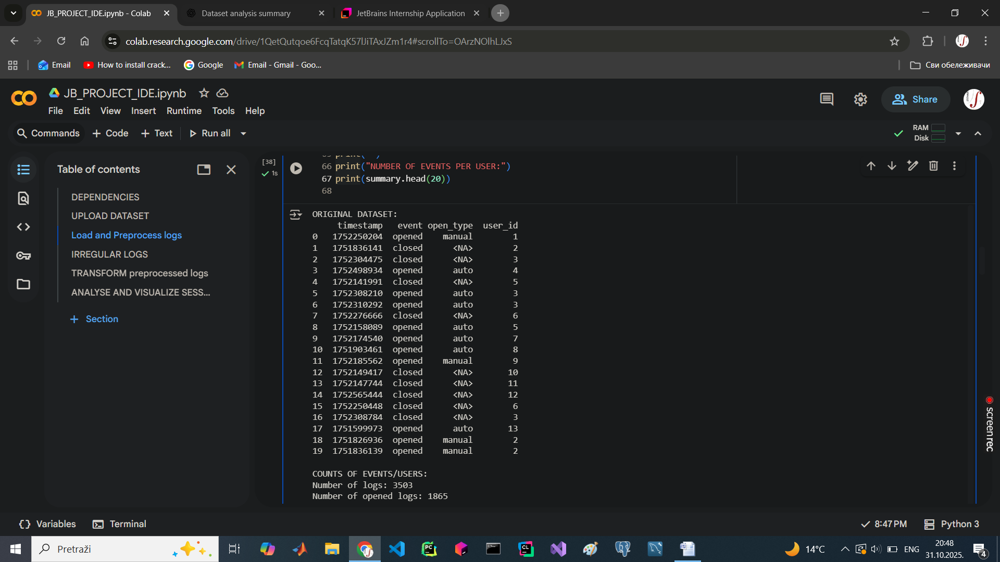 JB_PROJECT_IDE.ipynb - Colab
Dataset analysis summary
JetBrains Internship Application
colab.research.google.com/drive/1QetQutqoe6FcqTatqK57lJiTAxJZm1r4#scrollTo=OArzNOlhLJxS
Email
How to install crack...
Google
Email - Gmail - Goo...
Сви обележивачи
JB_PROJECT_IDE.ipynb
File Edit View Insert Runtime Tools Help
Share
Commands + Code + Text Run all
RAM
Disk
Table of contents
DEPENDENCIES
UPLOAD DATASET
Load and Preprocess logs
IRREGULAR LOGS
TRANSFORM preprocessed logs
ANALYSE AND VISUALIZE SESS...
+ Section
[38]
1s
66 print("NUMBER OF EVENTS PER USER:")
67 print(summary.head(20))
68
ORIGINAL DATASET:
timestamp event open_type user_id
0 1752250204 opened manual 1
1 1751836141 closed <NA> 2
2 1752304475 closed <NA> 3
3 1752498934 opened auto 4
4 1752141991 closed <NA> 5
5 1752308210 opened auto 3
6 1752310292 opened auto 3
7 1752276666 closed <NA> 6
8 1752158089 opened auto 5
9 1752174540 opened auto 7
10 1751903461 opened auto 8
11 1752185562 opened manual 9
12 1752149417 closed <NA> 10
13 1752147744 closed <NA> 11
14 1752565444 closed <NA> 12
15 1752250448 closed <NA> 6
16 1752308784 closed <NA> 3
17 1751599973 opened auto 13
18 1751826936 opened manual 2
19 1751836139 opened manual 2
COUNTS OF EVENTS/USERS:
Number of logs: 3503
Number of opened logs: 1865
screenrec
Variables
Terminal
8:47 PM
Python 3
Pretraži
PC
CL
14°C
ENG
20:48
31.10.2025.
4